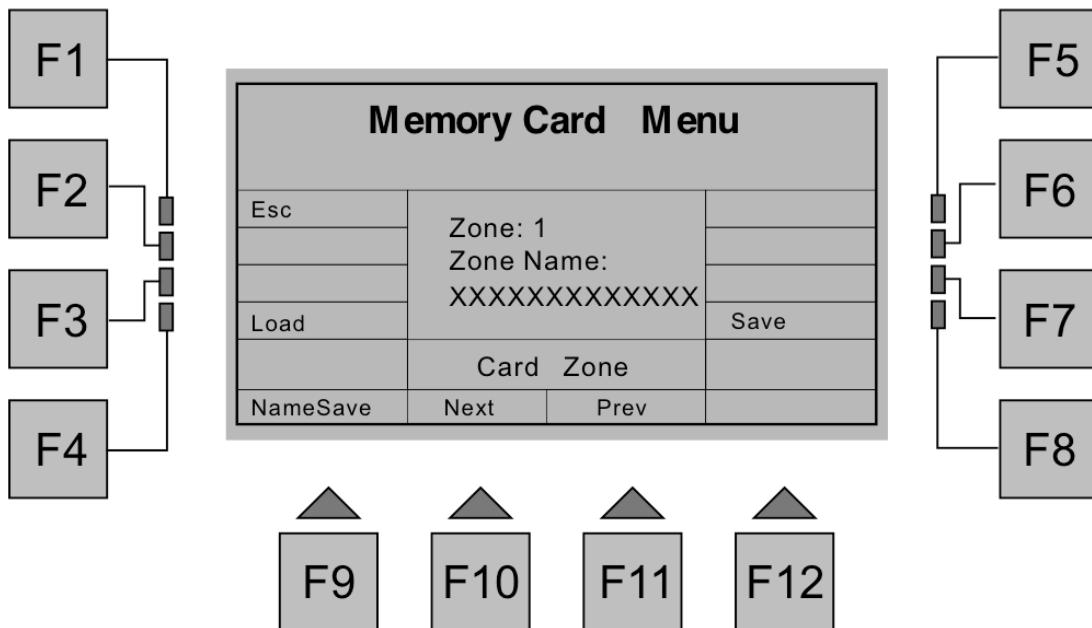 F1
F5
Memory Card Menu
F2
F6
Esc
Zone: 1
Zone Name:
XXXXXXXXXXXXX
F3
F7
Load
Save
Card Zone
NameSave Next Prev
F4
F8
F9 F10 F11 F12